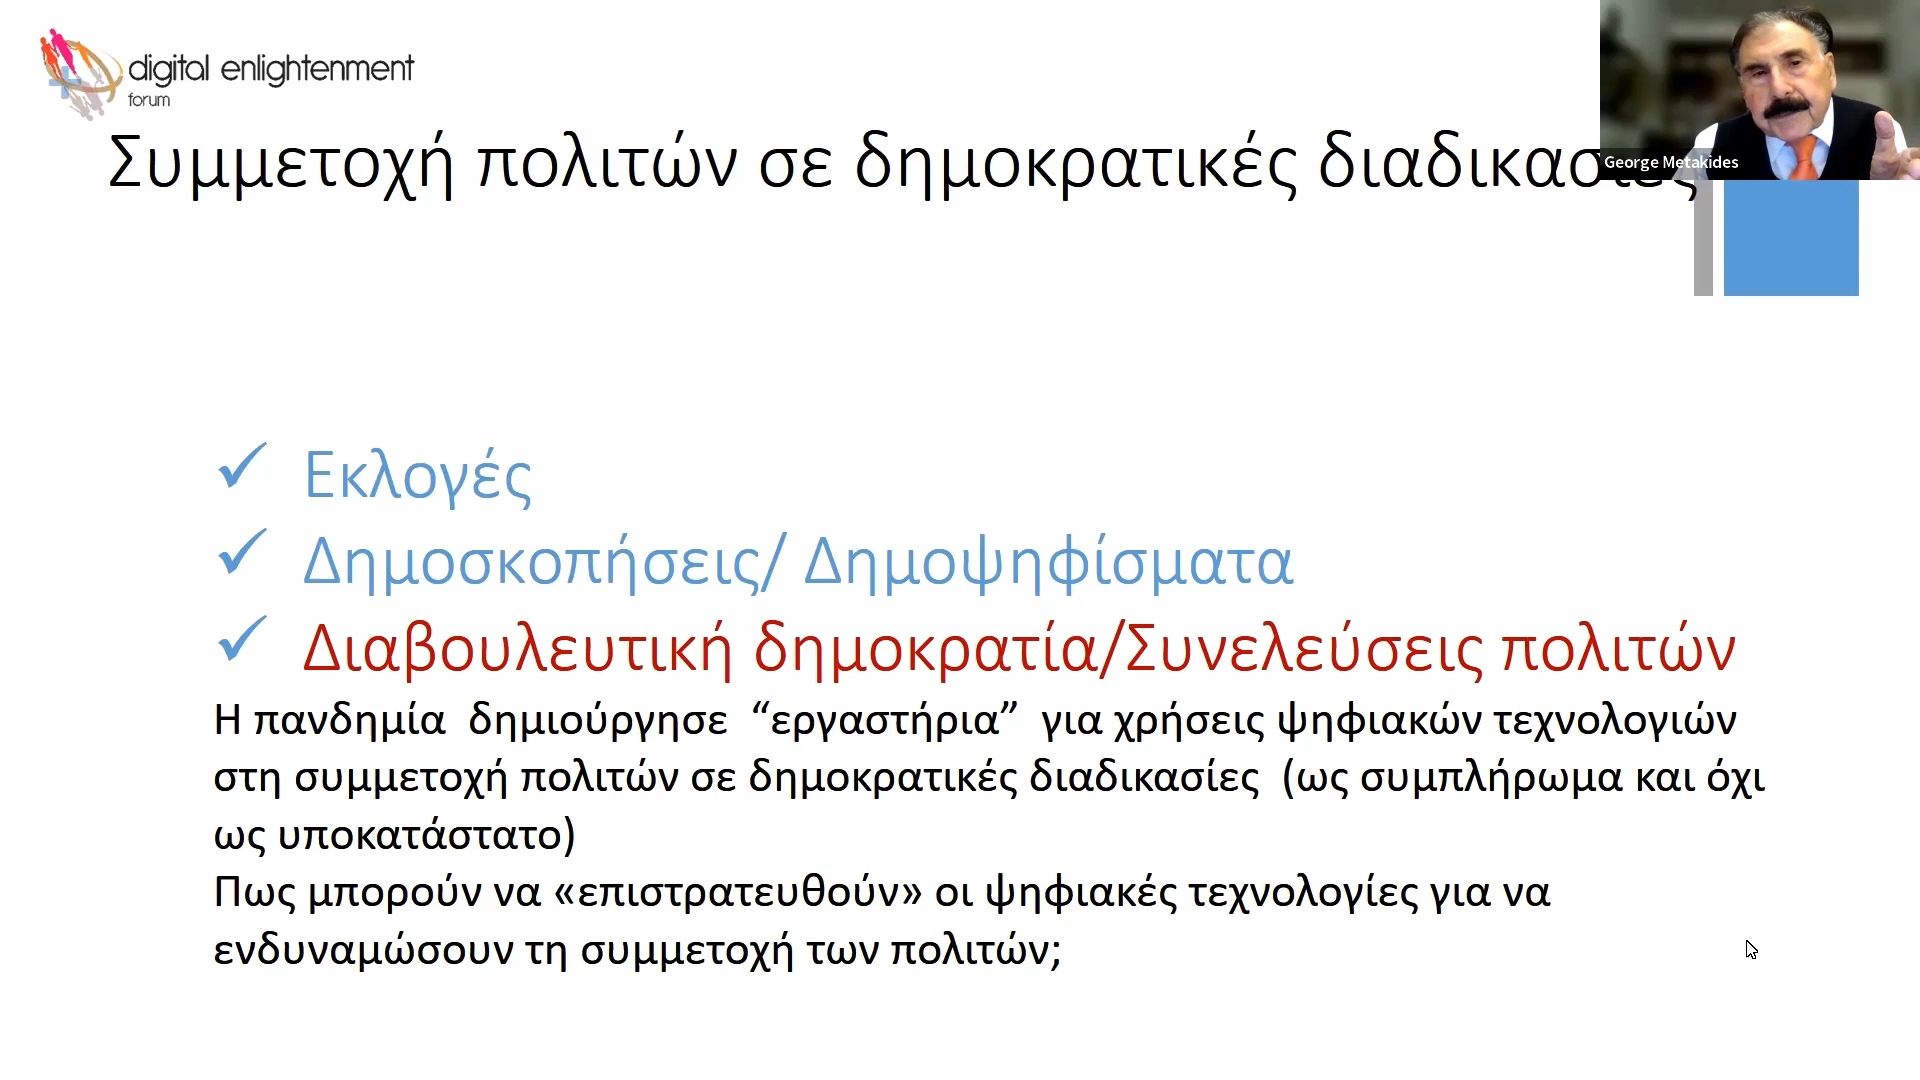 digital enlightenment
forum
George Metakides
Συμμετοχή πολιτών σε δημοκρατικές διαδικασίες
✓ Εκλογές
✓ Δημοσκοπήσεις/ Δημοψηφίσματα
✓ Διαβουλευτική δημοκρατία/Συνελεύσεις πολιτών
Η πανδημία δημιούργησε “εργαστήρια” για χρήσεις ψηφιακών τεχνολογιών
στη συμμετοχή πολιτών σε δημοκρατικές διαδικασίες (ως συμπλήρωμα και όχι
ως υποκατάστατο)
Πως μπορούν να «επιστρατευθούν» οι ψηφιακές τεχνολογίες για να
ενδυναμώσουν τη συμμετοχή των πολιτών;